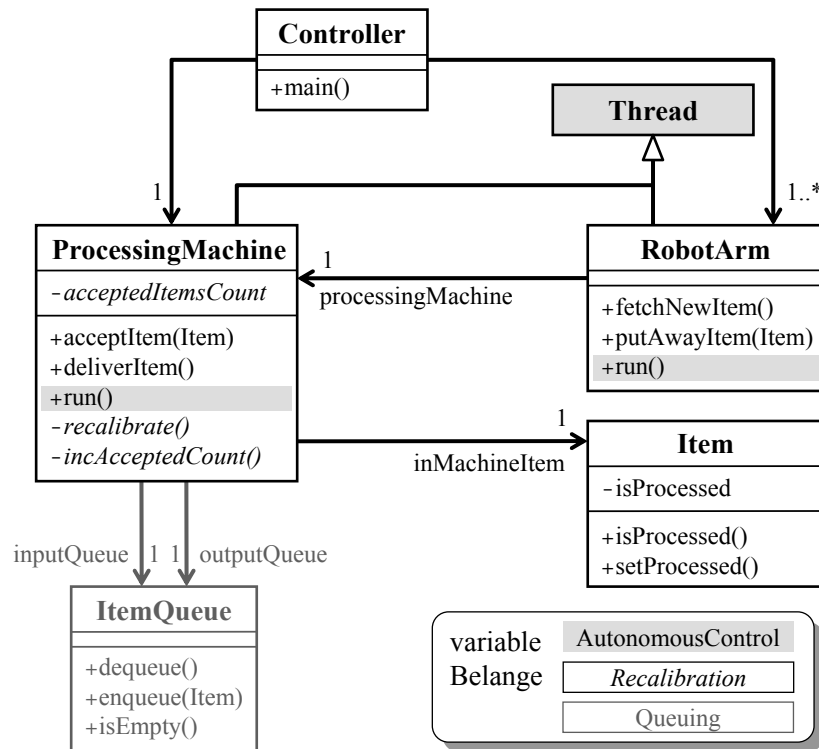 Controller
+main()
Thread
1
1..*
ProcessingMachine
-acceptedItemsCount
+acceptItem(Item)
+deliverItem()
+run()
-recalibrate()
-incAcceptedCount()
1
processingMachine
RobotArm
+fetchNewItem()
+putAwayItem(Item)
+run()
1
inMachineItem
Item
-isProcessed
+isProcessed()
+setProcessed()
inputQueue 1 1 outputQueue
ItemQueue
+dequeue()
+enqueue(Item)
+isEmpty()
variable Belange
AutonomousControl
Recalibration
Queuing